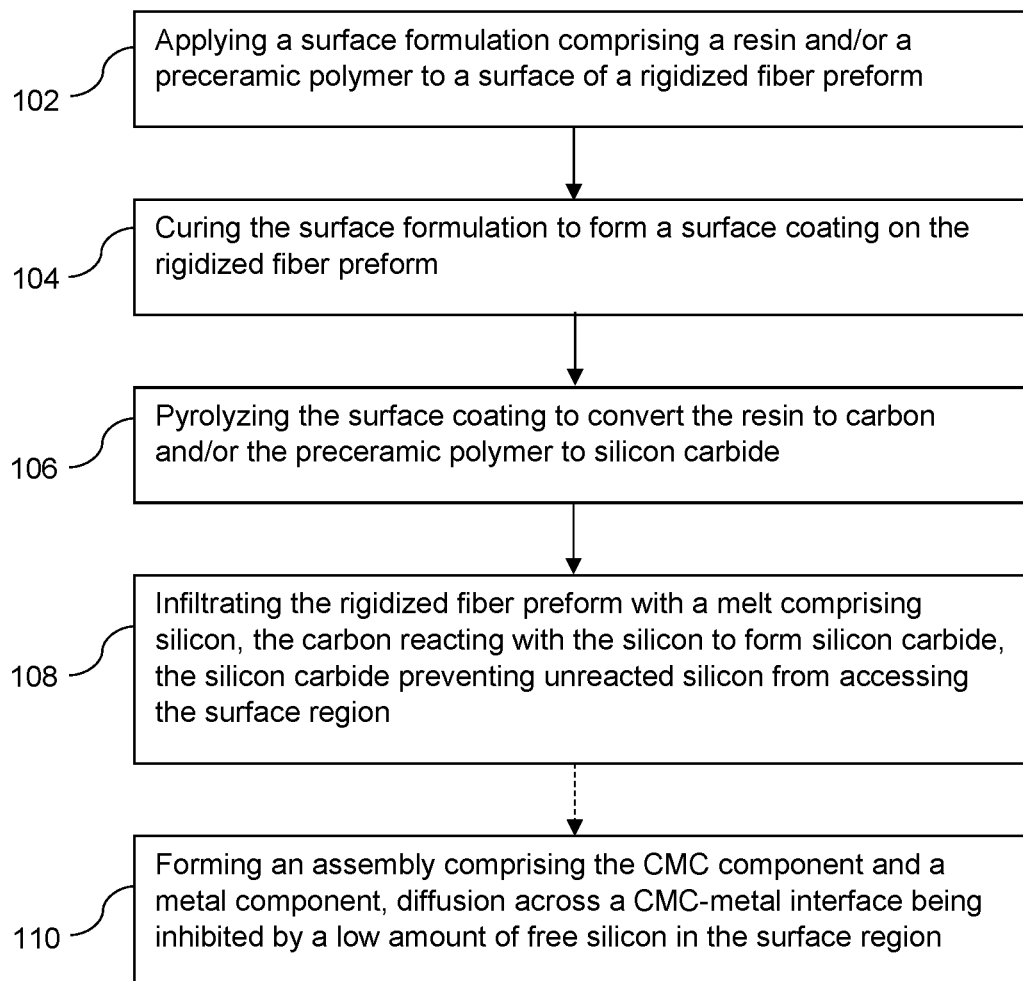 Applying a surface formulation comprising a resin and/or a
preceramic polymer to a surface of a rigidized fiber preform
102
Curing the surface formulation to form a surface coating on the
rigidized fiber preform
104
Pyrolyzing the surface coating to convert the resin to carbon
and/or the preceramic polymer to silicon carbide
106
Infiltrating the rigidized fiber preform with a melt comprising
silicon, the carbon reacting with the silicon to form silicon carbide,
the silicon carbide preventing unreacted silicon from accessing
the surface region
108
Forming an assembly comprising the CMC component and a
metal component, diffusion across a CMC-metal interface being
inhibited by a low amount of free silicon in the surface region
110